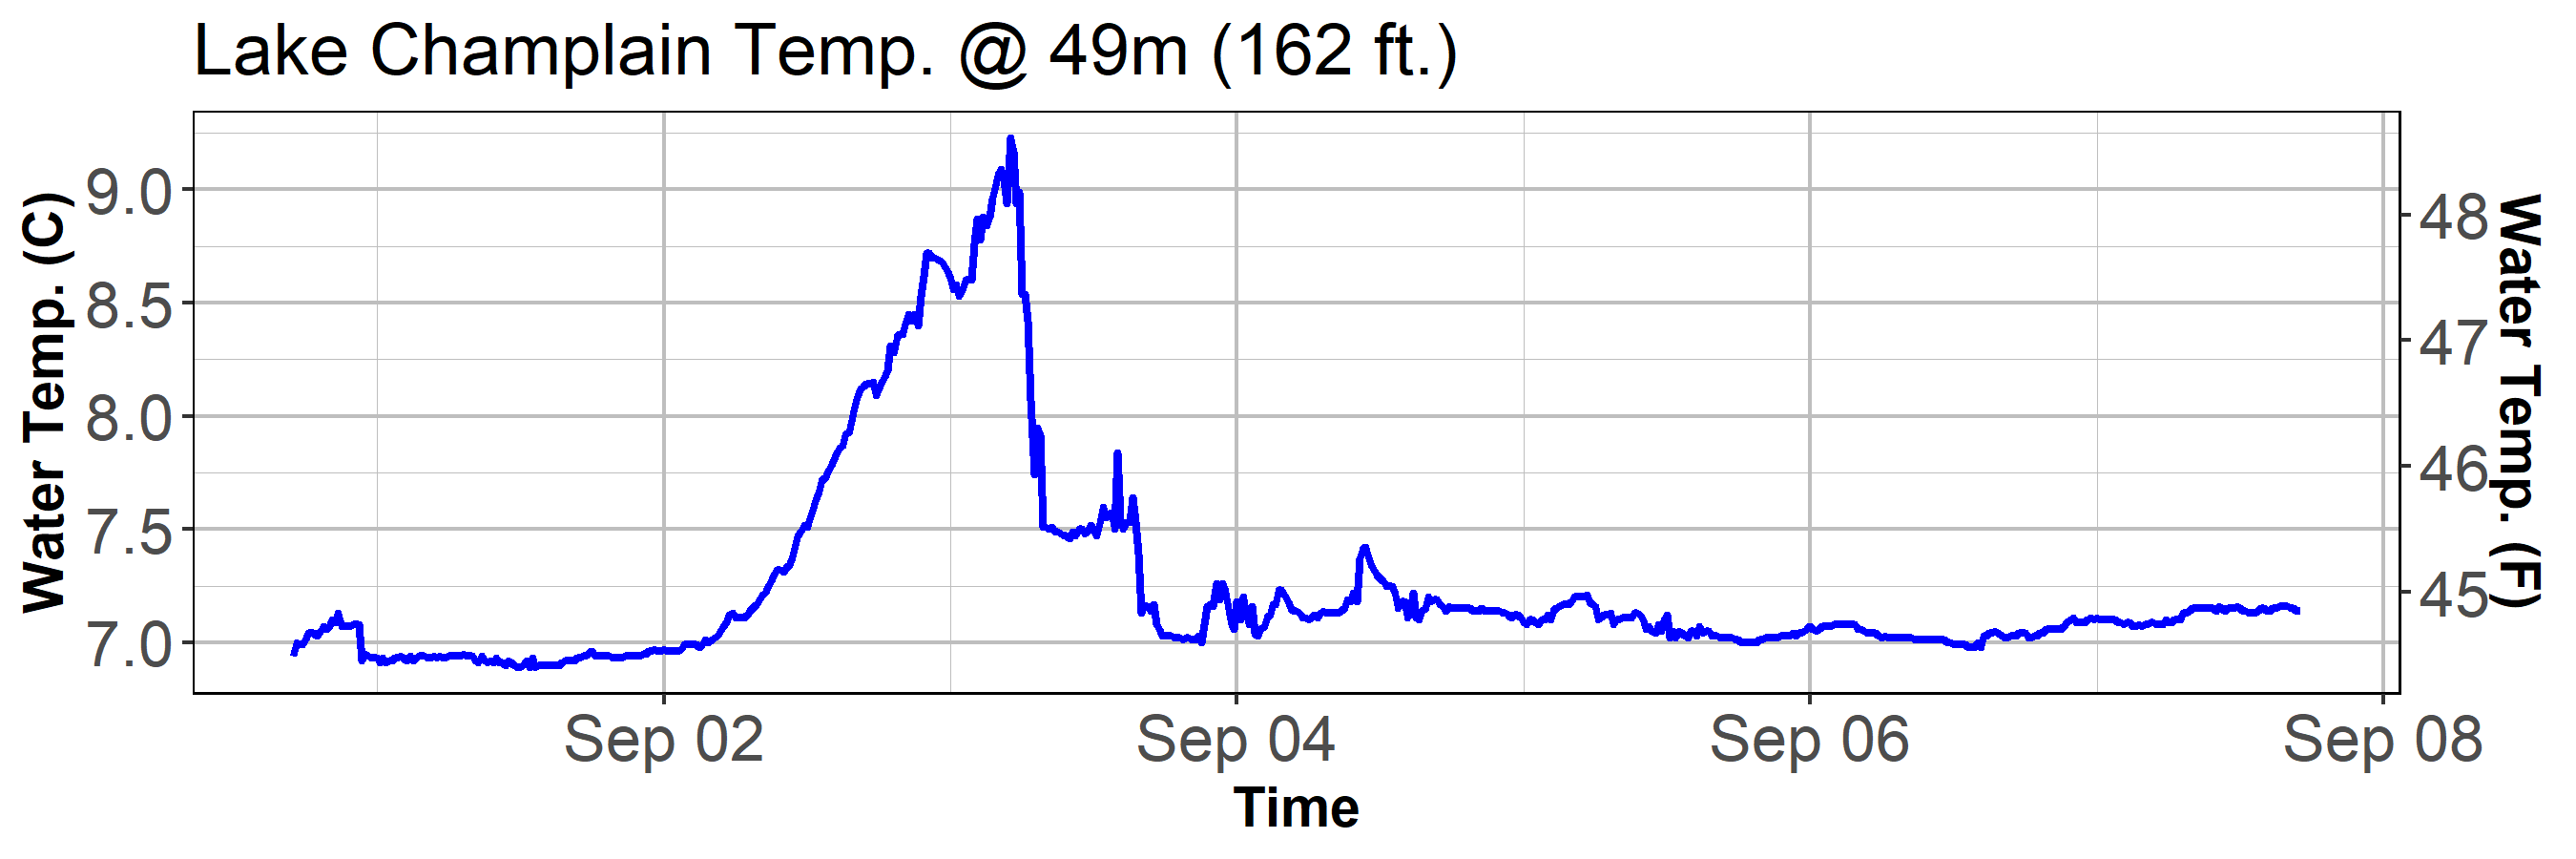 Lake Champlain Temp. @ 49m (162 ft.)
Water Temp. (C)
9.0
8.5
8.0
7.5
7.0
48
47
46
45
Water Temp. (F)
Sep 02 Sep 04 Sep 06 Sep 08
Time